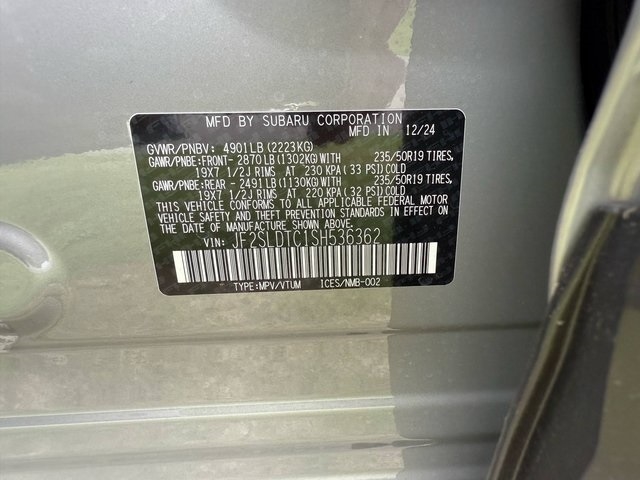 MFD BY SUBARU CORPORATION
MFD IN 12/24
GVWR/PNBV: 4901LB(2223KG)
GAWR/PNBE:FRONT- 2870LB(1302KG)WITH 235/50R19 TIRES,
19X7 1/2J RIMS AT 230 KPA(33 PSI)COLD
GAWR/PNBE:REAR - 2491LB(1130KG)WITH 235/50R19 TIRES,
19X7 1/2J RIMS AT 220 KPA(32 PSI)COLD
THIS VEHICLE CONFORMS TO ALL APPLICABLE FEDERAL MOTOR
VEHICLE SAFETY AND THEFT PREVENTION STANDARDS IN EFFECT ON
THE DATE OF MANUFACTURE SHOWN ABOVE.
VIN: JF2SLDTC1SH536362
TYPE:MPV/VTUM ICES/NMB-002